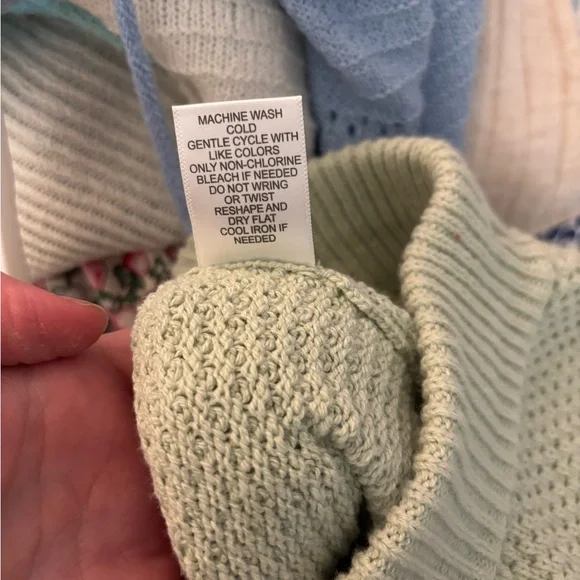 MACHINE WASH
COLD
GENTLE CYCLE WITH
LIKE COLORS
ONLY NON-CHLORINE
BLEACH IF NEEDED
DO NOT WRING
OR TWIST
RESHAPE AND
DRY FLAT
COOL IRON IF
NEEDED